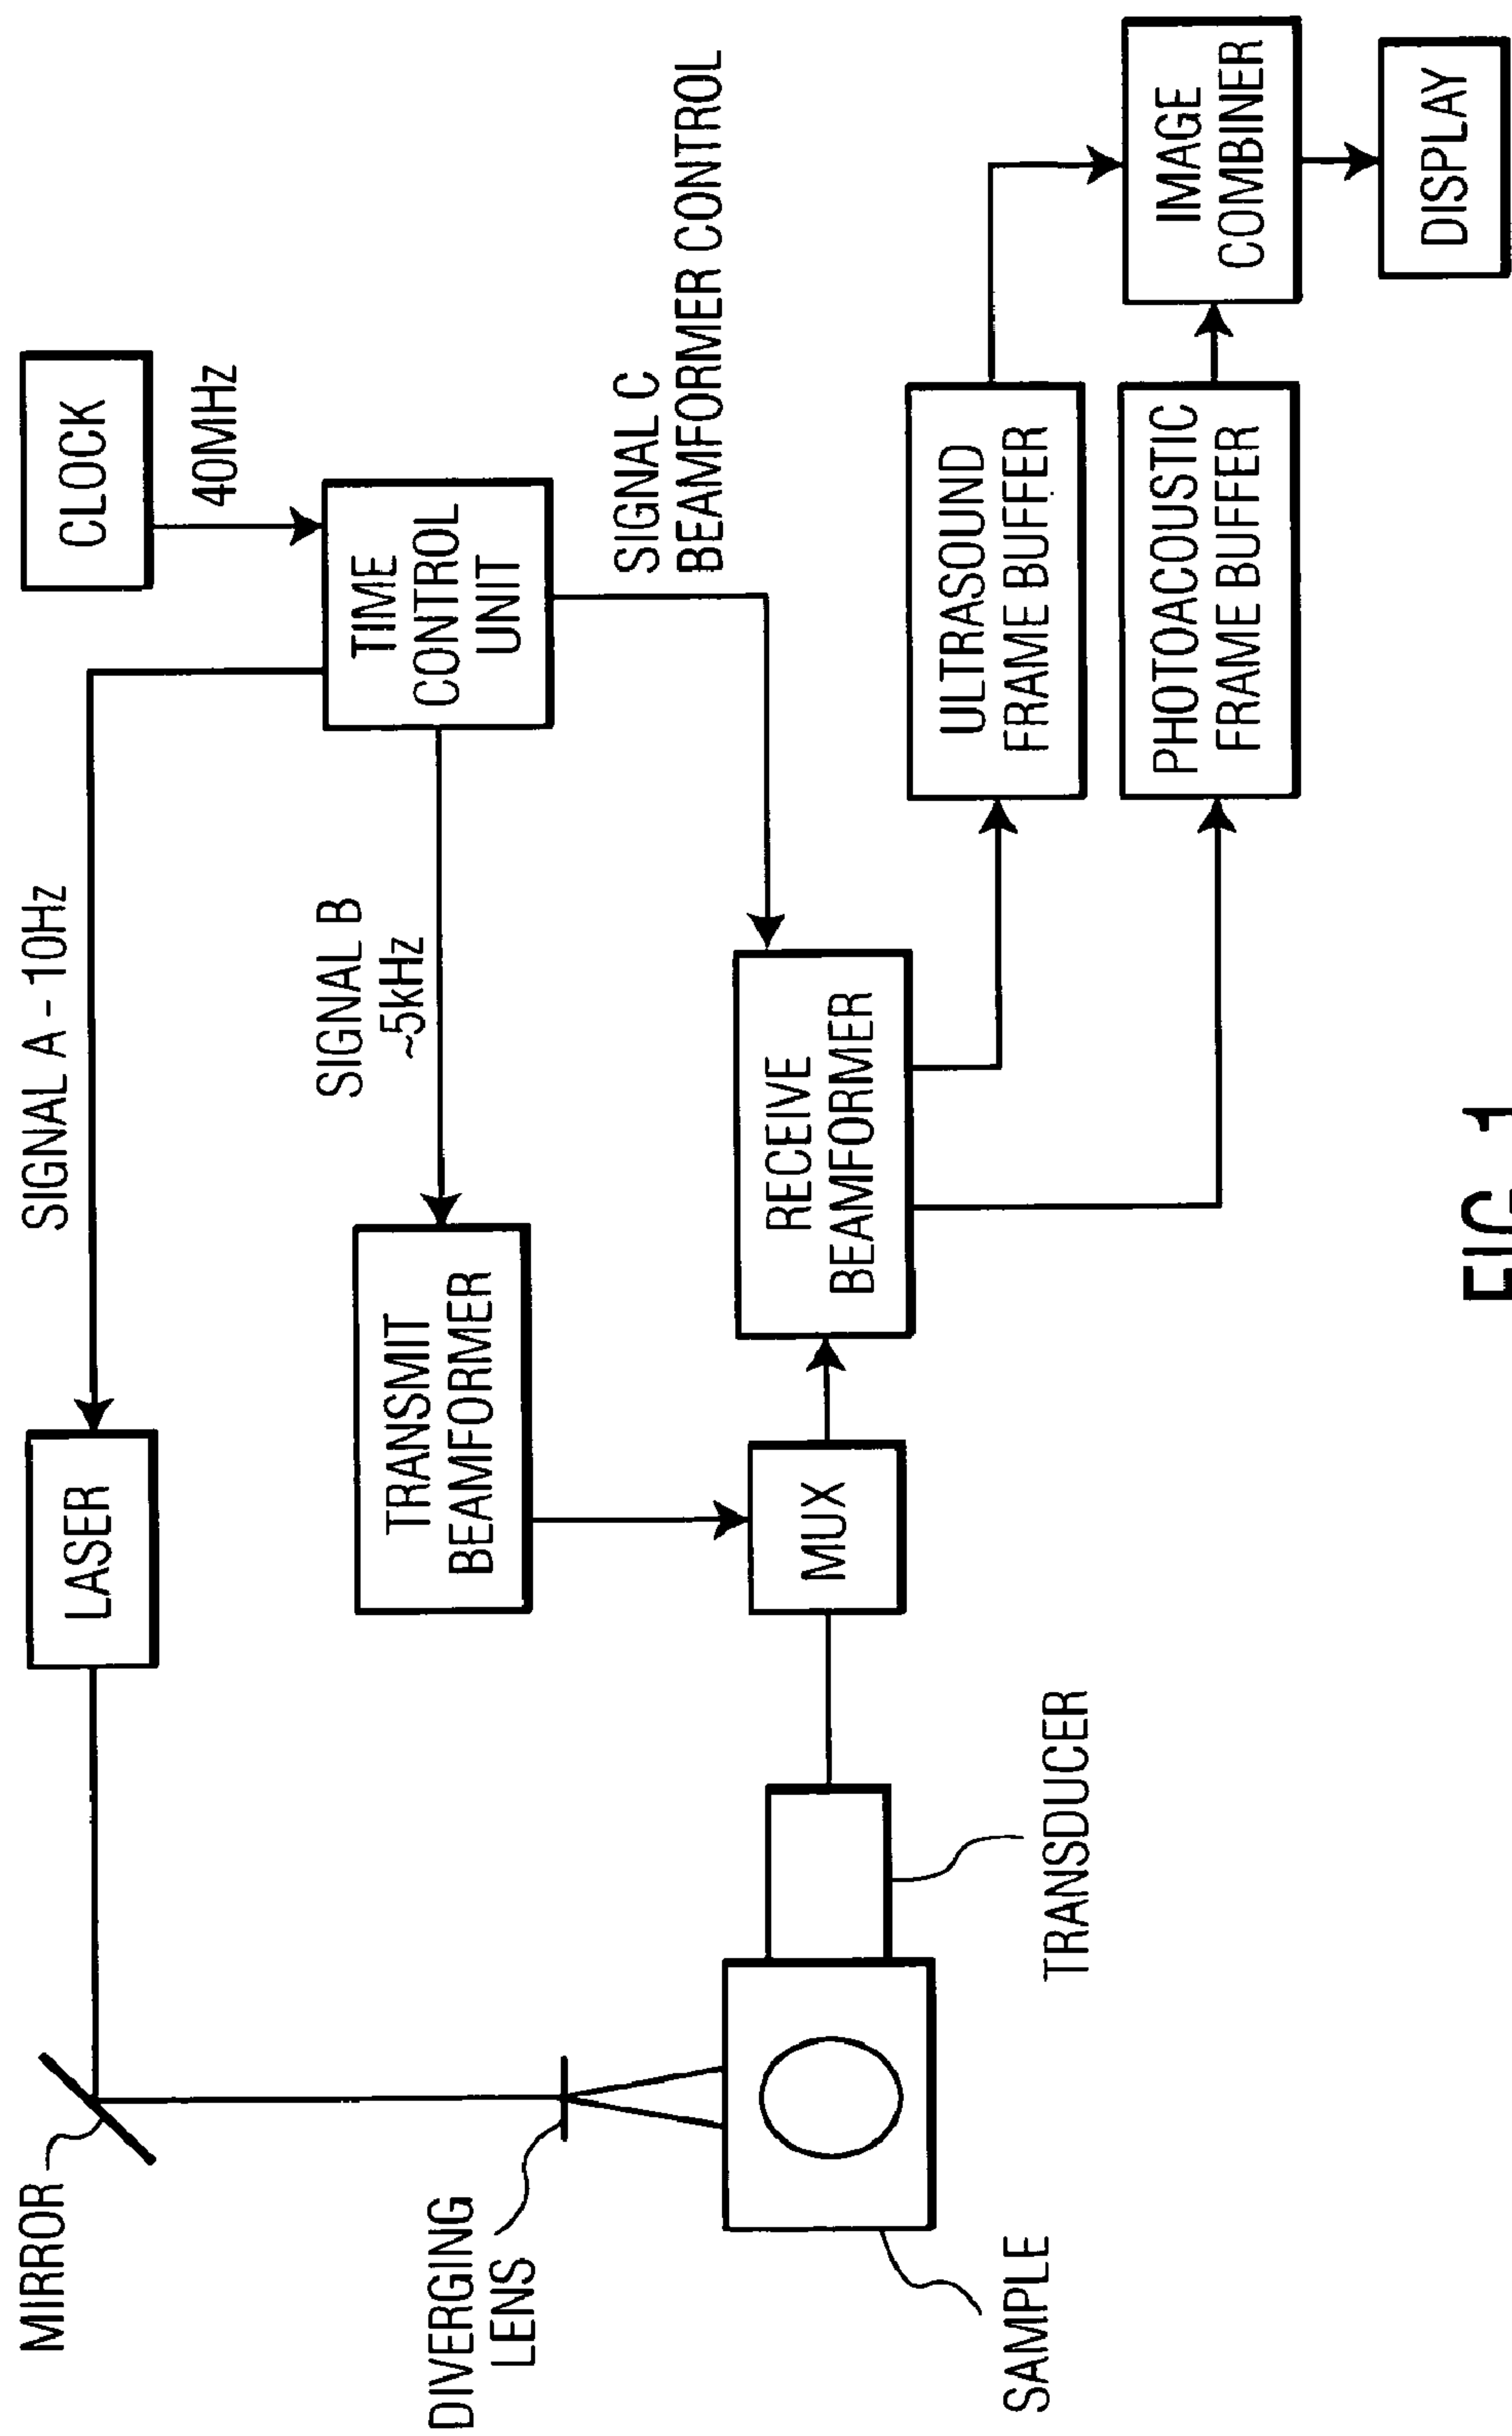 MIRROR
LASER
SIGNAL A - 10Hz
CLOCK
40MHz
DIVERGING
LENS
TRANSMIT
BEAMFORMER
SIGNAL B
~5kHz
TIME
CONTROL
UNIT
SIGNAL C
BEAMFORMER CONTROL
SAMPLE
TRANSDUCER
MUX
RECEIVE
BEAMFORMER
ULTRASOUND
FRAME BUFFER
PHOTOACOUSTIC
FRAME BUFFER
IMAGE
COMBINER
DISPLAY
FIG. 1